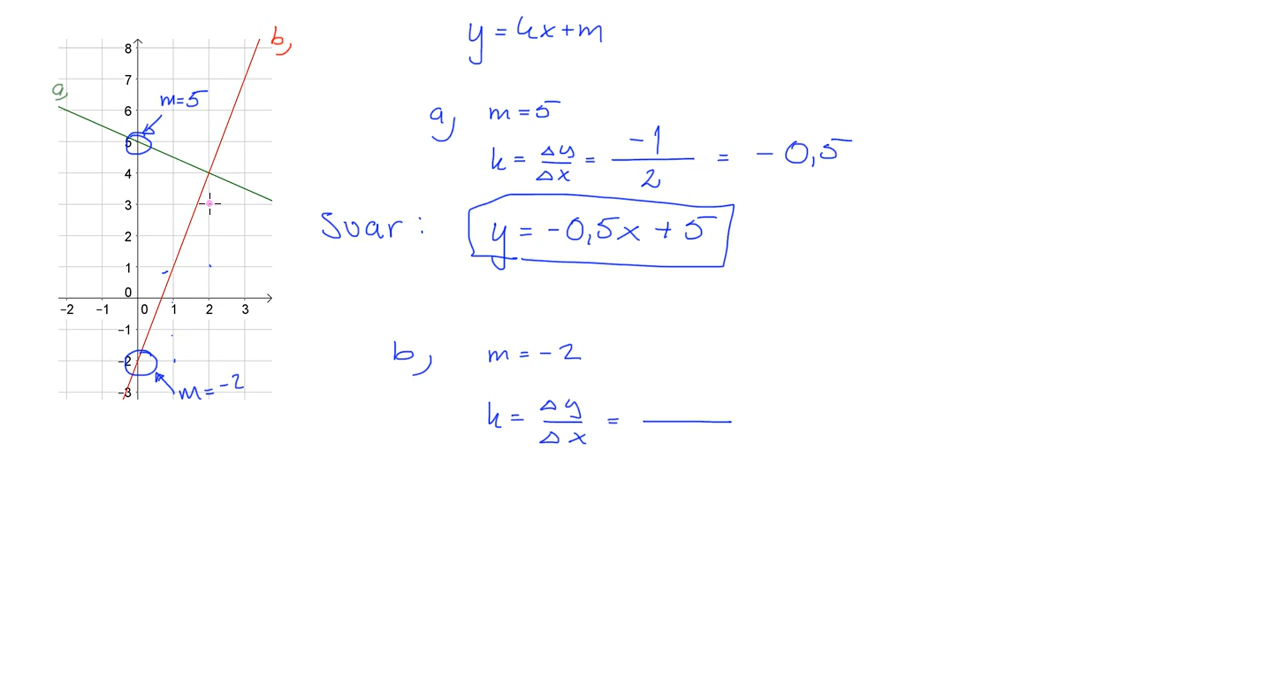 y = kx + m
b,
8
7
a,
m = 5
6
5
4
3
2
1
0
-2 -1 0 1 2 3
-1
-2
-3
m = -2
a, m = 5
k = Δy/Δx = -1/2 = -0,5
Svar: y = -0,5x + 5
b, m = -2
k = Δy/Δx =